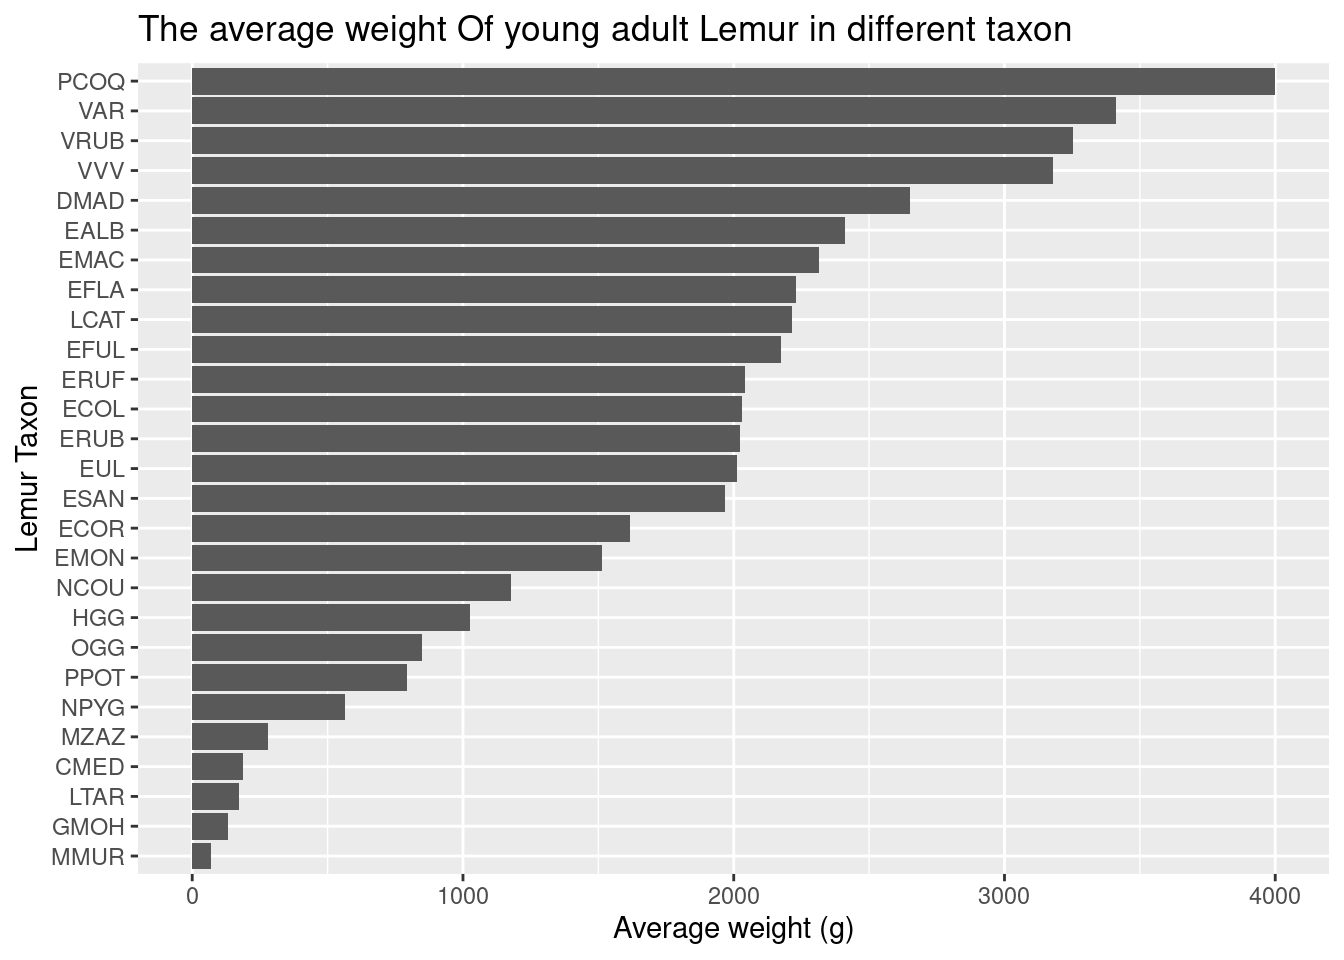 The average weight Of young adult Lemur in different taxon
Lemur Taxon
PCOQ
VAR
VRUB
VVV
DMAD
EALB
EMAC
EFLA
LCAT
EFUL
ERUF
ECOL
ERUB
EUL
ESAN
ECOR
EMON
NCOU
HGG
OGG
PPOT
NPYG
MZAZ
CMED
LTAR
GMOH
MMUR
0 1000 2000 3000 4000
Average weight (g)